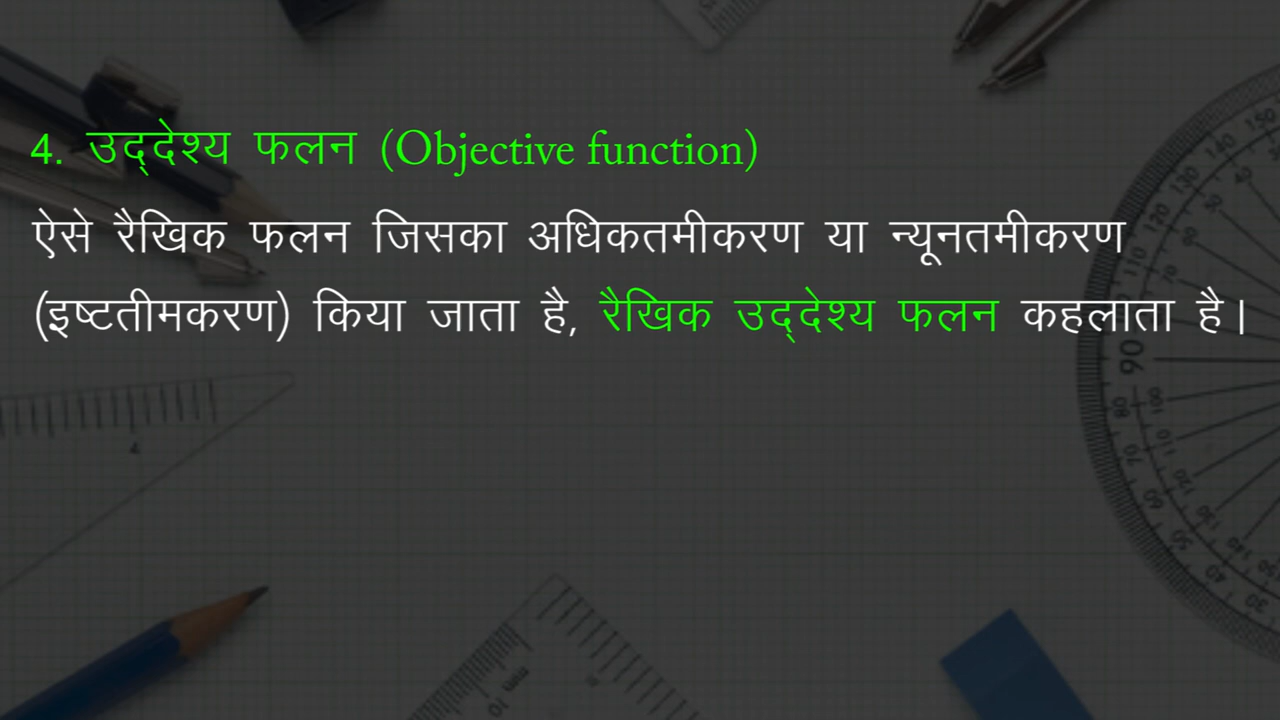 4. उद्देश्य फलन (Objective function)
ऐसे रैखिक फलन जिसका अधिकतमीकरण या न्यूनतमीकरण
(इष्टतीमकरण) किया जाता है, रैखिक उद्देश्य फलन कहलाता है।